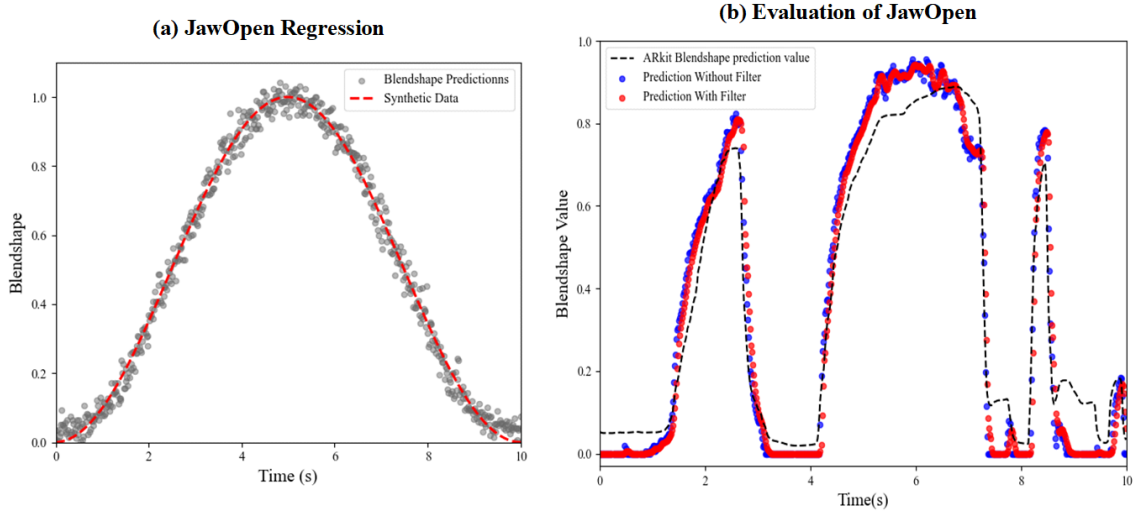 (a) JawOpen Regression
Blendshape Predictionns
Synthetic Data
Blendshape
1.0
0.8
0.6
0.4
0.2
0.0
0
2
4
6
8
10
Time (s)
(b) Evaluation of JawOpen
ARkit Blendshape prediction value
Prediction Without Filter
Prediction With Filter
Blendshape Value
1.0
0.8
0.6
0.4
0.2
0.0
0
2
4
6
8
10
Time(s)